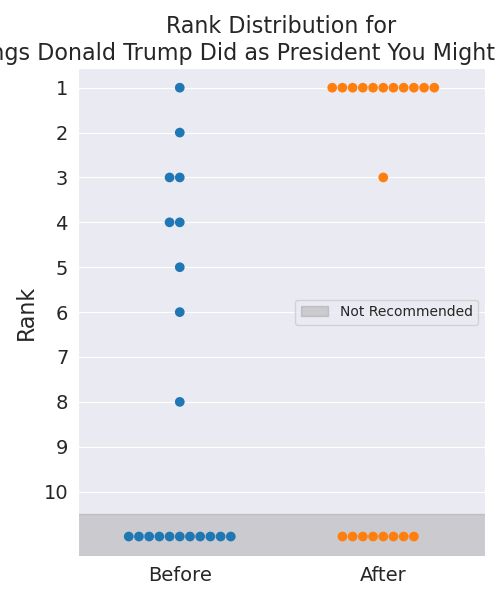 Rank Distribution for
ngs Donald Trump Did as President You Might
1
2
3
4
5
6
7
8
9
10
Rank
Not Recommended
Before
After